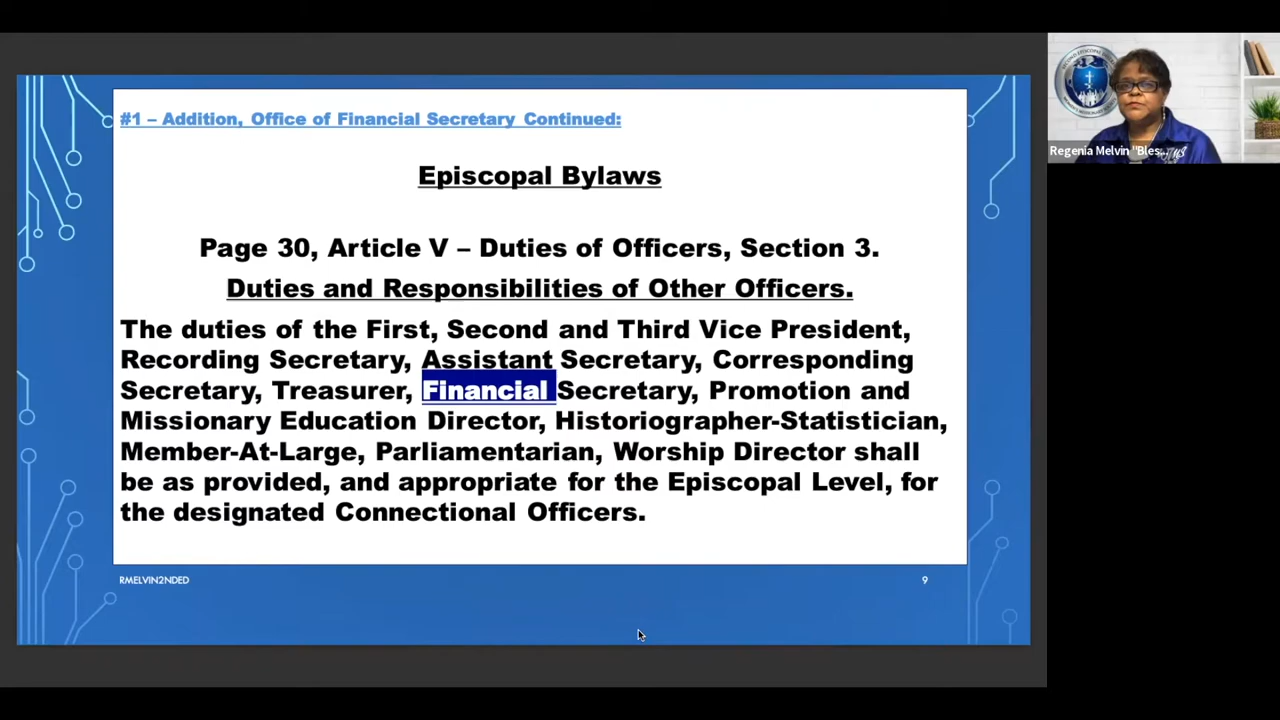 #1 – Addition, Office of Financial Secretary Continued:
Episcopal Bylaws
Page 30, Article V – Duties of Officers, Section 3.
Duties and Responsibilities of Other Officers.
The duties of the First, Second and Third Vice President,
Recording Secretary, Assistant Secretary, Corresponding
Secretary, Treasurer, Financial Secretary, Promotion and
Missionary Education Director, Historiographer-Statistician,
Member-At-Large, Parliamentarian, Worship Director shall
be as provided, and appropriate for the Episcopal Level, for
the designated Connectional Officers.
RMELVIN2NDED
9
Regenia Melvin "Bles...